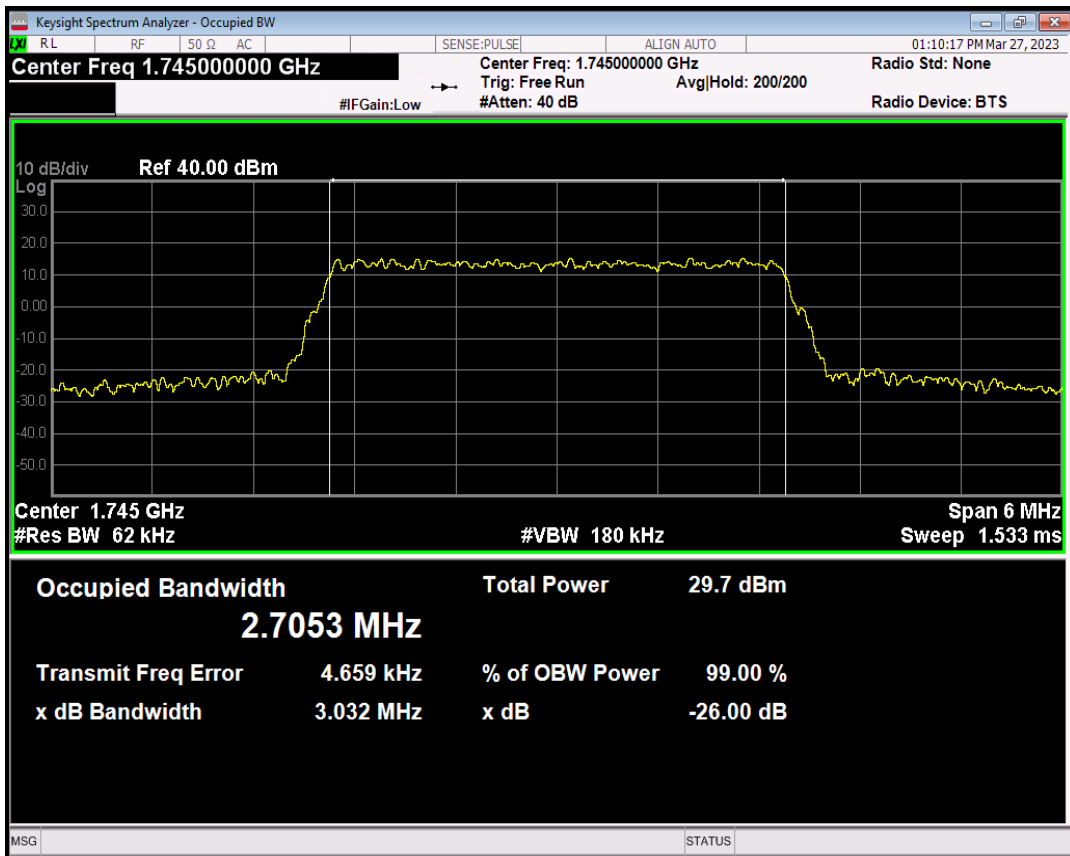 Keysight Spectrum Analyzer - Occupied BW
LXI RL RF 50 Ω AC SENSE:PULSE ALIGN AUTO 01:10:17 PM Mar 27, 2023
Center Freq 1.745000000 GHz
Center Freq: 1.745000000 GHz
Radio Std: None
Trig: Free Run Avg|Hold: 200/200
#IFGain:Low
#Atten: 40 dB
Radio Device: BTS
10 dB/div Ref 40.00 dBm
Log
30.0
20.0
10.0
0.00
-10.0
-20.0
-30.0
-40.0
-50.0
Center 1.745 GHz Span 6 MHz
#Res BW 62 kHz #VBW 180 kHz Sweep 1.533 ms
Occupied Bandwidth Total Power 29.7 dBm
2.7053 MHz
Transmit Freq Error 4.659 kHz % of OBW Power 99.00 %
x dB Bandwidth 3.032 MHz x dB -26.00 dB
MSG STATUS